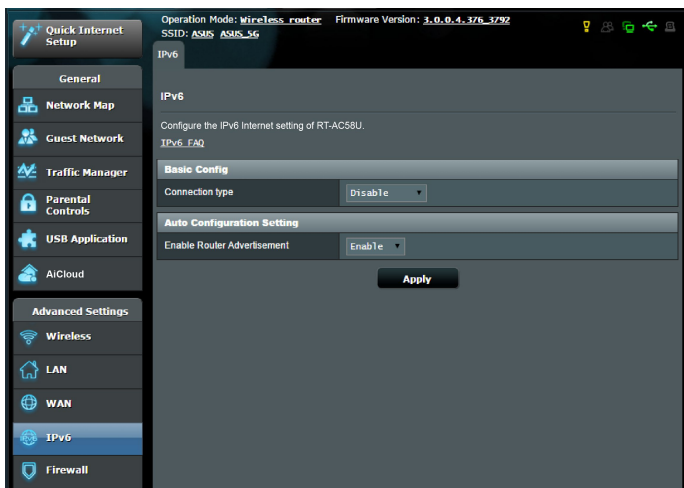 Quick Internet
Setup
Operation Mode: Wireless router Firmware Version: 3.0.0.4.376_3792
SSID: ASUS ASUS_5G
IPv6
General
Network Map
Guest Network
Traffic Manager
Parental
Controls
USB Application
AiCloud
Advanced Settings
Wireless
LAN
WAN
IPv6
Firewall
IPv6
Configure the IPv6 Internet setting of RT-AC58U.
IPv6 FAQ
Basic Config
Connection type Disable
Auto Configuration Setting
Enable Router Advertisement Enable
Apply